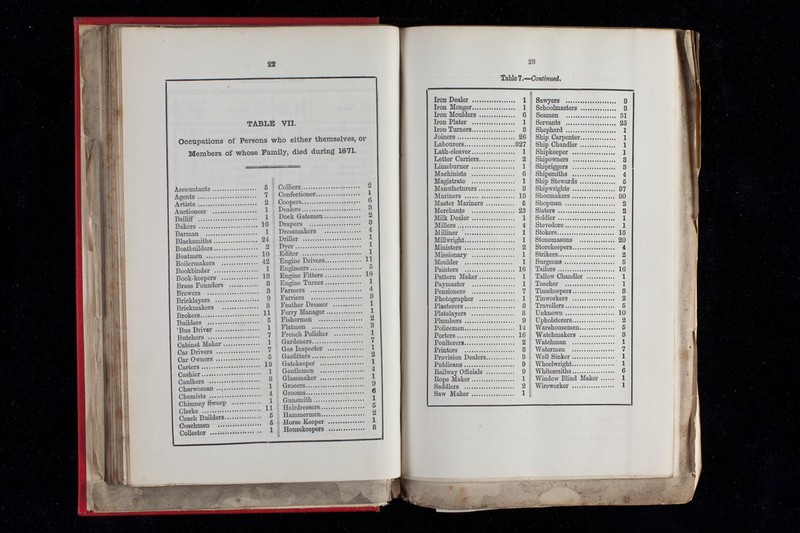 22
TABLE VII.
Occupations of Persons who either themselves, or
Members of whose Family, died during 1871.
Accountants 5
Agents 7
Artists 2
Auctioneer 1
Bailiff 1
Bakers 16
Barman 1
Blacksmiths 24
Boatbuilders 2
Boatmen 10
Boilermakers 42
Bookbinder 1
Book-keepers 13
Brass Founders 3
Brewers 3
Bricklayers 9
Brickmakers 3
Brokers 11
Builders 5
'Bus Driver 1
Butchers 7
Cabinet Maker 1
Car Drivers 7
Car Owners 5
Carters 13
Cashier 1
Caulkers 3
Charwoman 1
Chemists 4
Chimney Sweep 1
Clerks 11
Coach Builders 5
Coachmen 5
Collector 1
Colliers 2
Confectioner 1
Coopers 6
Dealers 3
Dock Gatemen 2
Drapers 3
Dressmakers 4
Driller 1
Dyer 1
Editor 1
Engine Drivers 11
Engineers 5
Engine Fitters 18
Engine Turner 1
Farmers 4
Farriers 3
Feather Dresser 1
Ferry Manager 1
Fishermen 2
Flatmen 3
French Polisher 1
Gardeners 7
Gas Inspector 1
Gasfitters 2
Gatekeeper 1
Gentlemen 4
Glassmaker 1
Grocers 9
Grooms 6
Gunsmith 1
Hairdressers 5
Hammermen 2
Horse Keeper 1
Housekeepers 3
23
Table 7.—Continued.
Iron Dealer 1
Iron Monger 1
Iron Moulders 6
Iron Plater 1
Iron Turners 3
Joiners 26
Labourers 327
Lath-cleaver 1
Letter Carriers 2
Limeburner 1
Machinists 6
Magistrate 1
Manufacturers 3
Mariners 13
Master Mariners 5
Merchants 23
Milk Dealer 1
Millers 4
Milliner 1
Millwright 1
Ministers 2
Missionary 1
Moulder 1
Painters 16
Pattern Maker 1
Paymaster 1
Pensioners 7
Photographer 1
Plasterers 3
Platelayers 3
Plumbers 9
Policemen 12
Porters 16
Poulterers 2
Printers 3
Provision Dealers 3
Publicans 9
Railway Officials 9
Rope Maker 1
Saddlers 2
Saw Maker 1
Sawyers 3
Schoolmasters 3
Seamen 31
Servants 25
Shepherd 1
Ship Carpenter 1
Ship Chandler 1
Shipkeeper 1
Shipowners 3
Shipriggers 3
Shipsmiths 4
Ship Stewards 5
Shipwrights 37
Shoemakers 30
Shopmen 2
Slaters 2
Soldier 1
Stevedore 1
Stokers 15
Stonemasons 20
Storekeepers 4
Strikers 2
Surgeons 5
Tailors 16
Tallow Chandler 1
Teacher 1
Timekeepers 3
Tinworkers 2
Travellers 5
Unknown 10
Upholsterers 2
Warehousemen 5
Watchmakers 3
Watchman 1
Watermen 7
Well Sinker 1
Wheelwright 1
Whitesmiths 6
Window Blind Maker 1
Wireworker 1